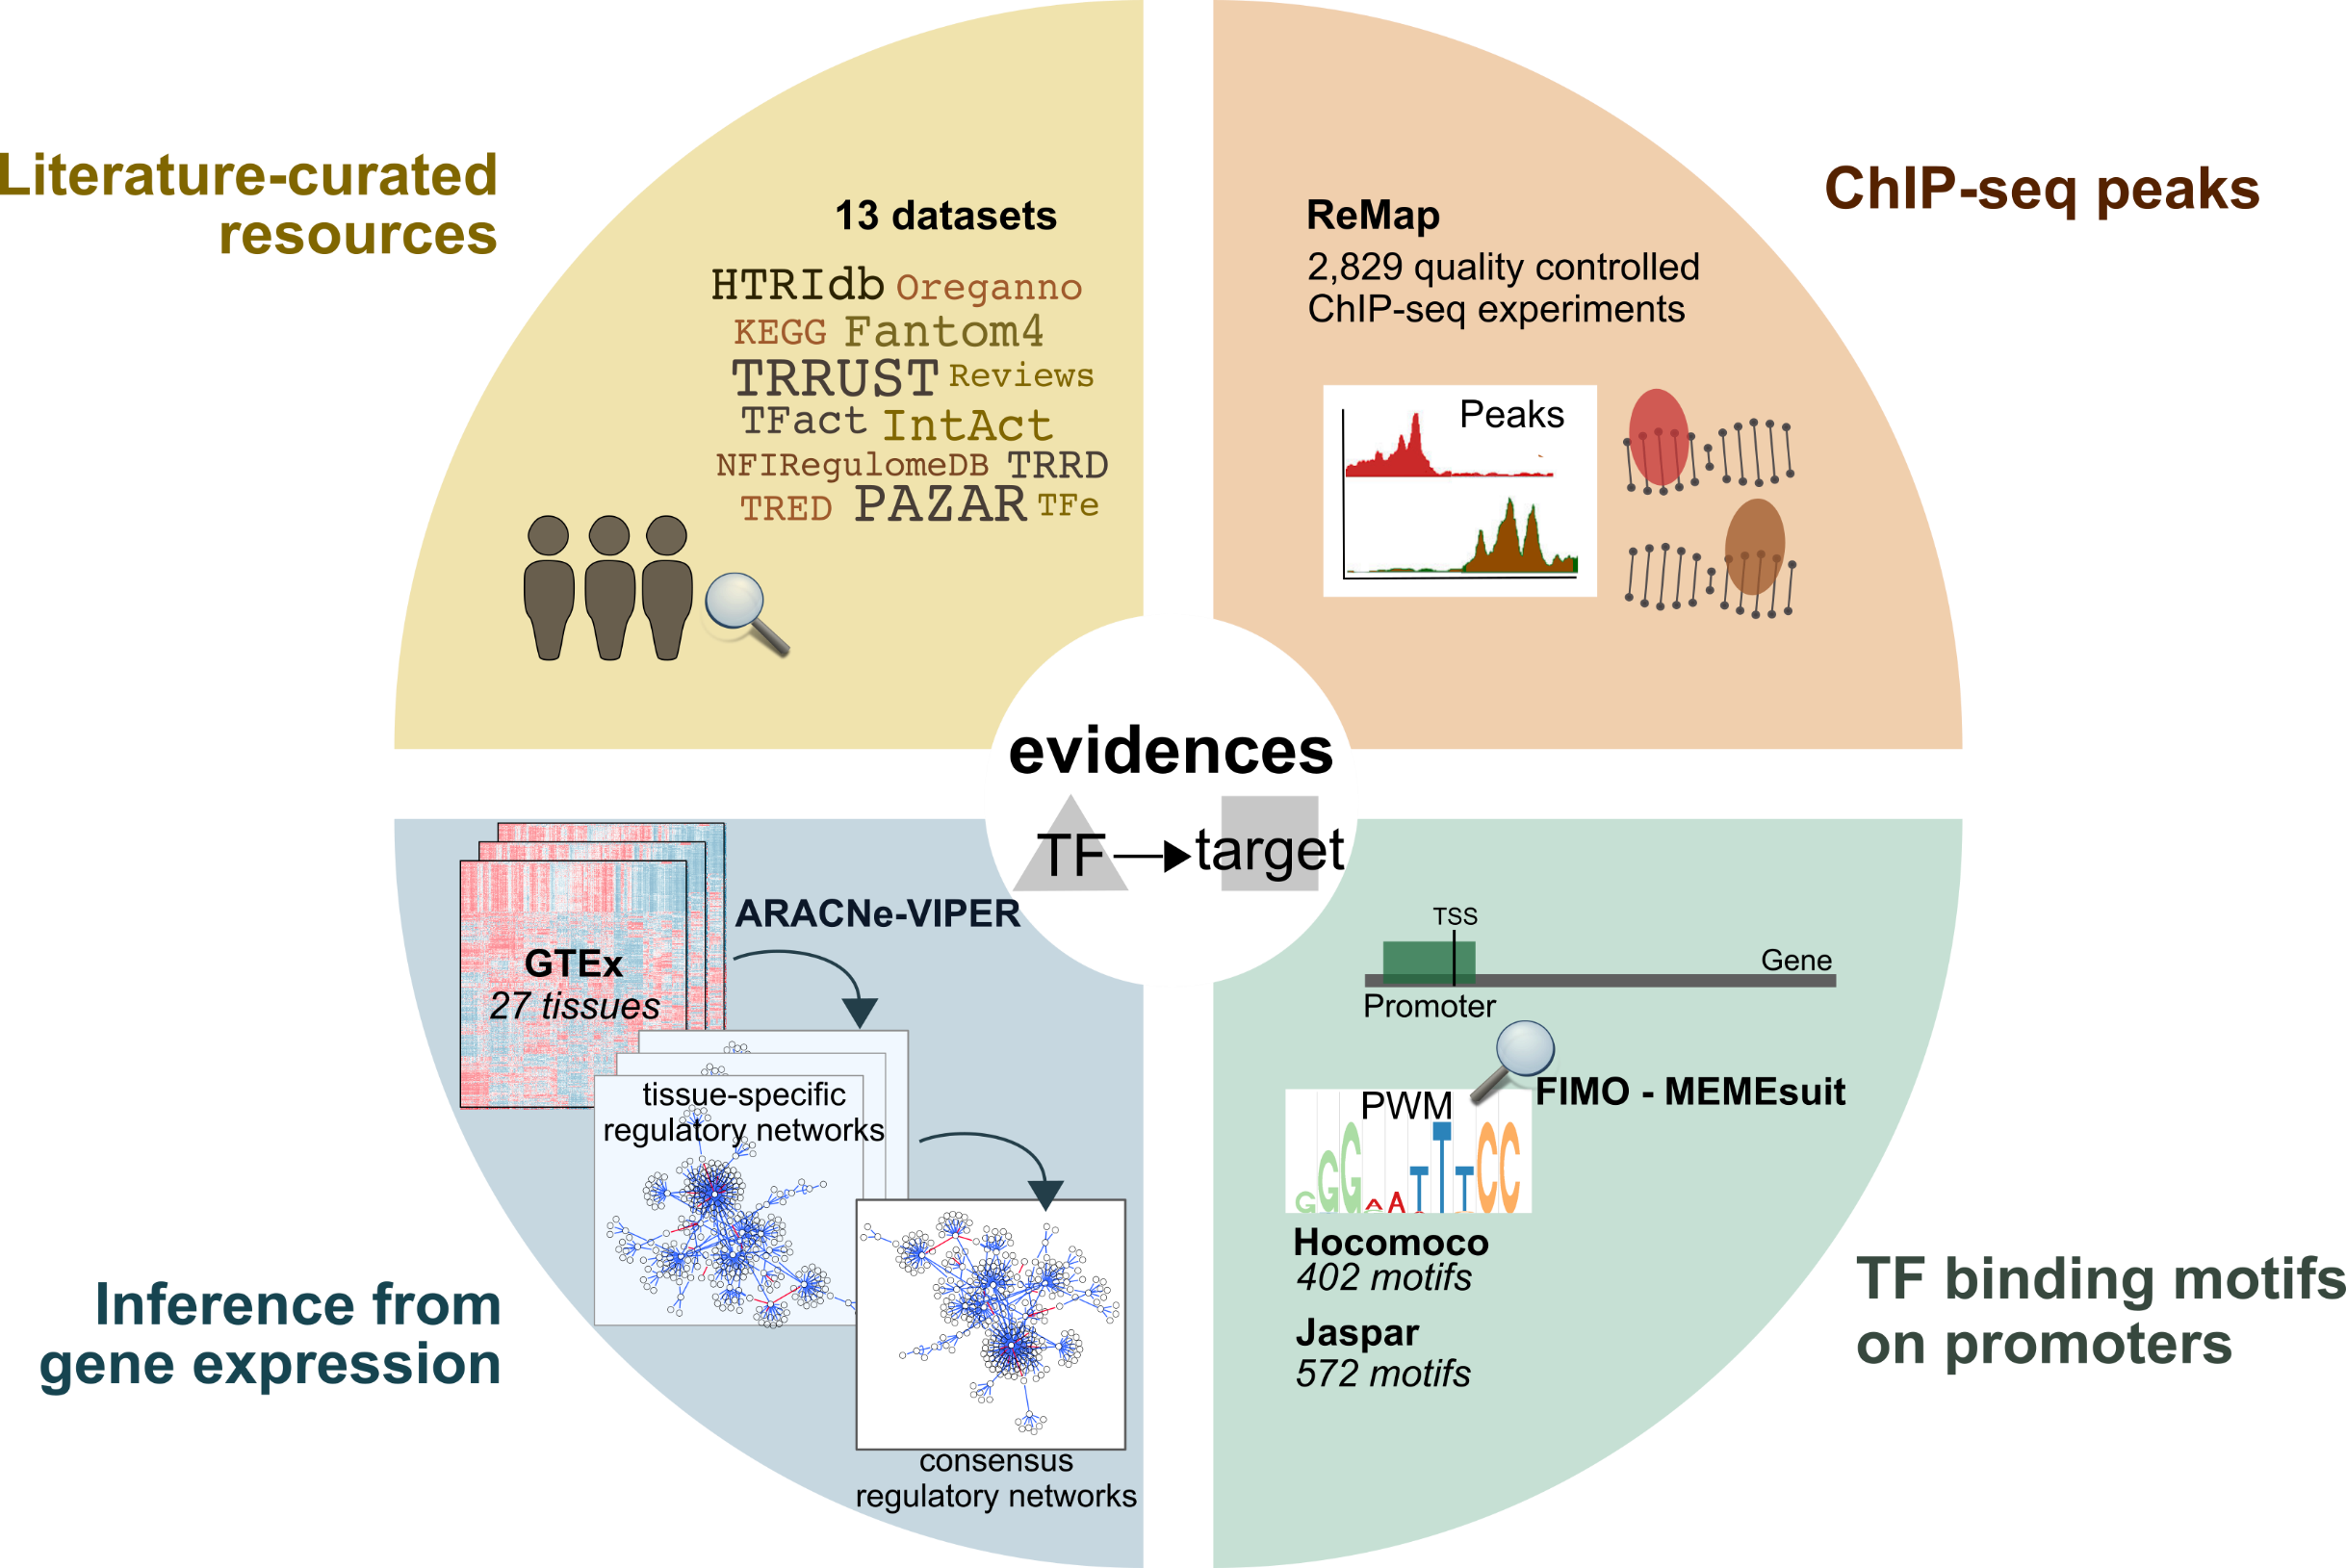 Literature-curated
resources
13 datasets
HTRIdb Oreganno
KEGG Fantom4
TRRUST Reviews
TFact IntAct
NFIRegulomeDB TRRD
TRED PAZAR TFe
ChIP-seq peaks
ReMap
2,829 quality controlled
ChIP-seq experiments
Peaks
evidences
TF target
ARACNe-VIPER
GTEx
27 tissues
tissue-specific
regulatory networks
consensus
regulatory networks
Inference from
gene expression
TSS
Gene
Promoter
FIMO - MEMEsuit
PWM
GGGAATTTCC
Hocomoco
402 motifs
Jaspar
572 motifs
TF binding motifs
on promoters